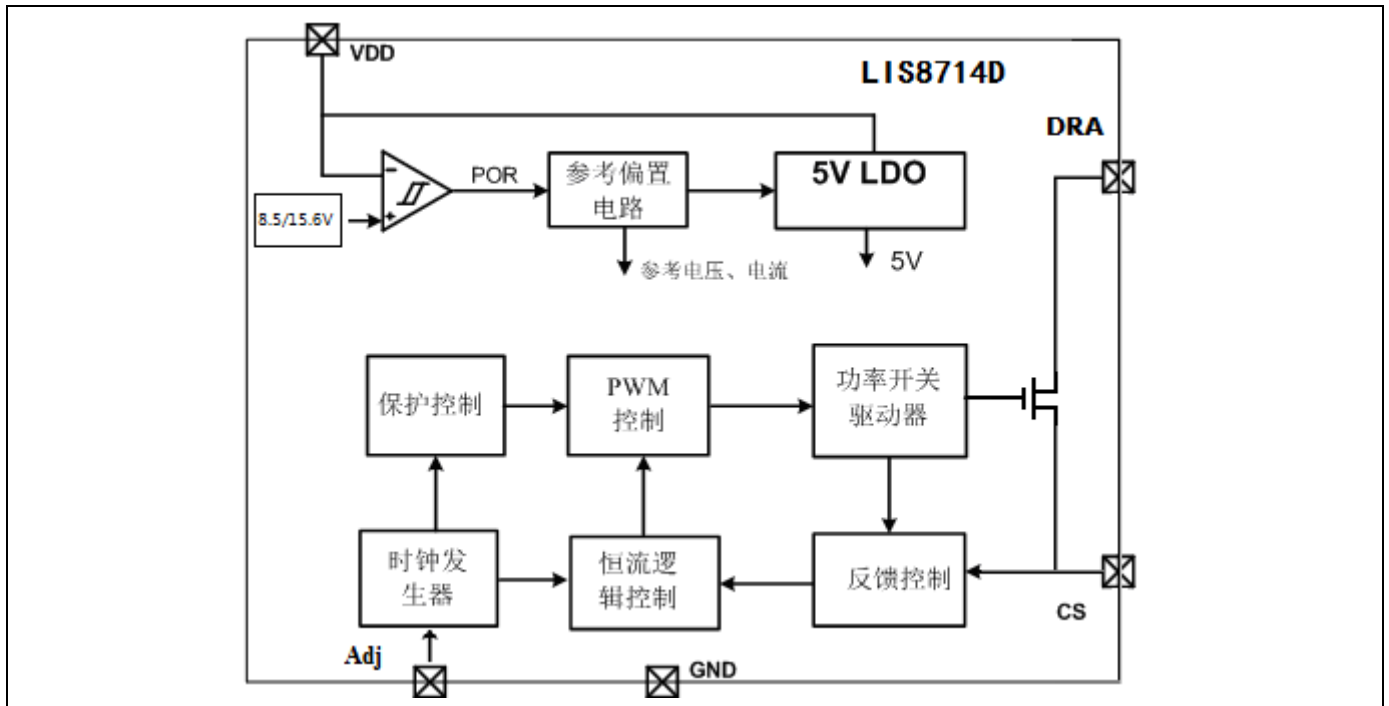 VDD
LIS8714D
DRA
POR
参考偏置
电路
5V LDO
8.5/15.6V
参考电压、电流
5V
保护控制
PWM
控制
功率开关
驱动器
时钟发
生器
恒流逻
辑控制
反馈控制
CS
Adj
GND